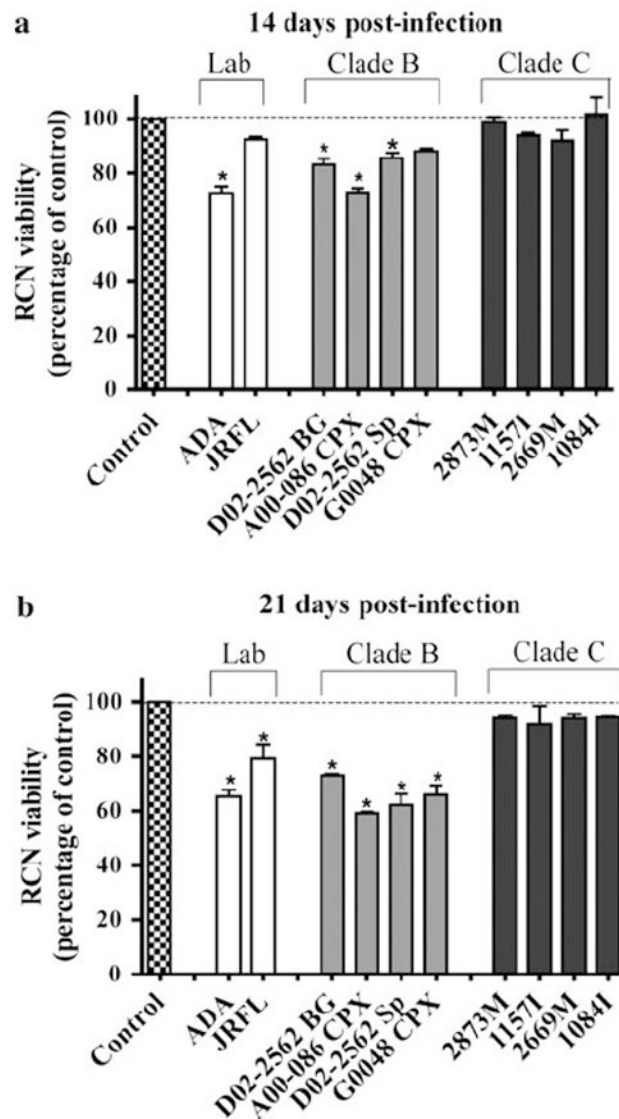 a
14 days post-infection
Lab
Clade B
Clade C
RCN viability
(percentage of control)
100
80
60
40
20
0
*
*
*
*
Control
ADA
JRFL
D02-2562 BG
A00-086 CPX
D02-2562 Sp
G0048 CPX
2873M
1157I
2669M
1084I
b
21 days post-infection
Lab
Clade B
Clade C
RCN viability
(percentage of control)
100
80
60
40
20
0
*
*
*
*
*
*
Control
ADA
JRFL
D02-2562 BG
A00-086 CPX
D02-2562 Sp
G0048 CPX
2873M
1157I
2669M
1084I